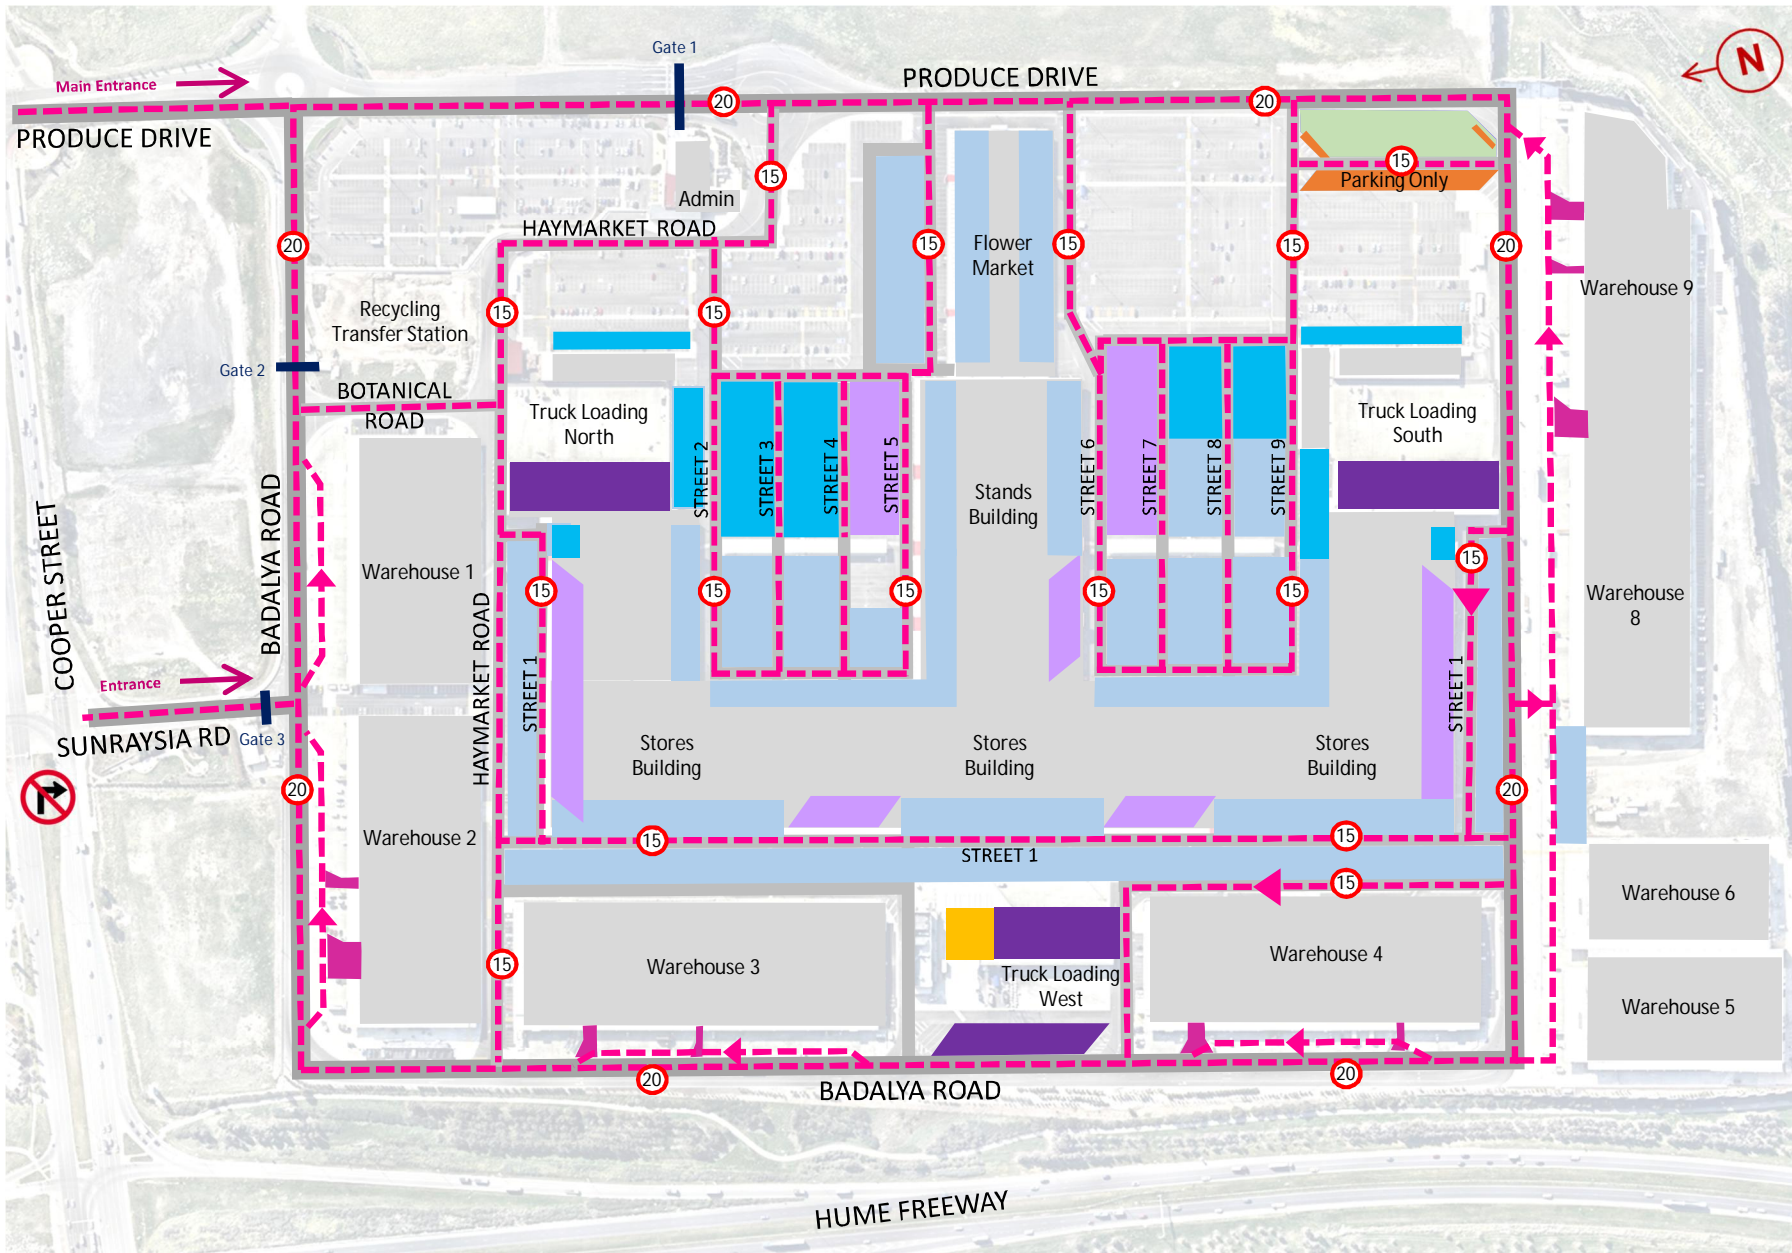 Gate 1
N
Main Entrance
PRODUCE DRIVE
20
20
PRODUCE DRIVE
15
15
Parking Only
Admin
HAYMARKET ROAD
20
15
Flower
Market
15
15
20
Warehouse 9
Recycling
Transfer Station
15
15
Gate 2
BOTANICAL
ROAD
Truck Loading
North
Truck Loading
South
STREET 2
STREET 3
STREET 4
STREET 5
STREET 6
STREET 7
STREET 8
STREET 9
Stands
Building
COOPER STREET
BADALYA ROAD
Warehouse 1
15
15
15
15
15
15
Warehouse
8
HAYMARKET ROAD
STREET 1
STREET 1
Entrance
SUNRAYSIA RD
Gate 3
Stores
Building
Stores
Building
Stores
Building
20
20
Warehouse 2
15
15
STREET 1
15
Warehouse 6
15
Warehouse 3
Truck Loading
West
Warehouse 4
Warehouse 5
20
20
BADALYA ROAD
HUME FREEWAY